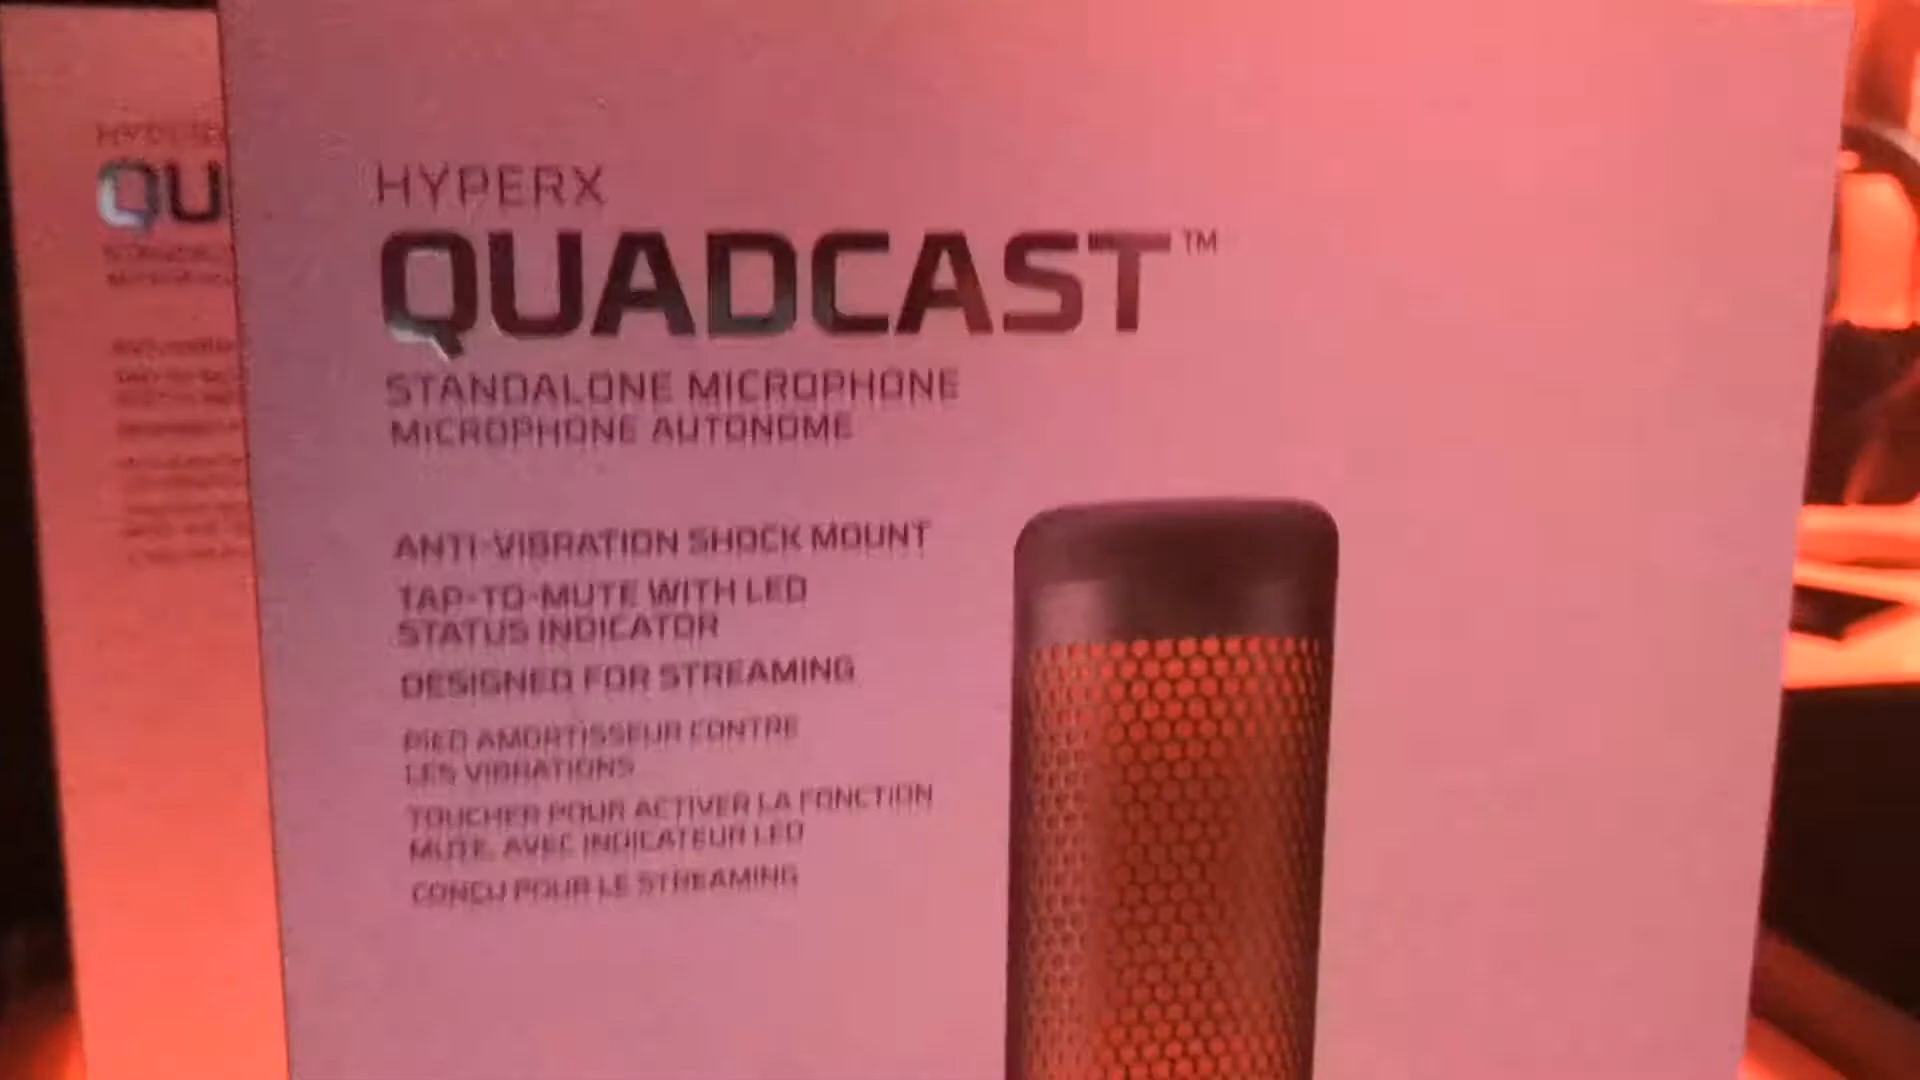 HYPERX
QUADCAST™
STANDALONE MICROPHONE
MICROPHONE AUTONOME
ANTI-VIBRATION SHOCK MOUNT
TAP-TO-MUTE WITH LED
STATUS INDICATOR
DESIGNED FOR STREAMING
PIED AMORTISSEUR CONTRE
LES VIBRATIONS
TOUCHER POUR ACTIVER LA FONCTION
MUTE, AVEC INDICATEUR LED
CONÇU POUR LE STREAMING
HYPERX
QU